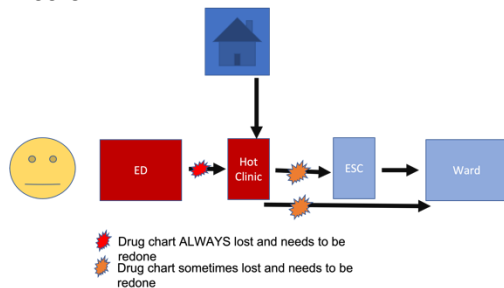 ED
Hot
Clinic
ESC
Ward
Drug chart ALWAYS lost and needs to be
redone
Drug chart sometimes lost and needs to be
redone